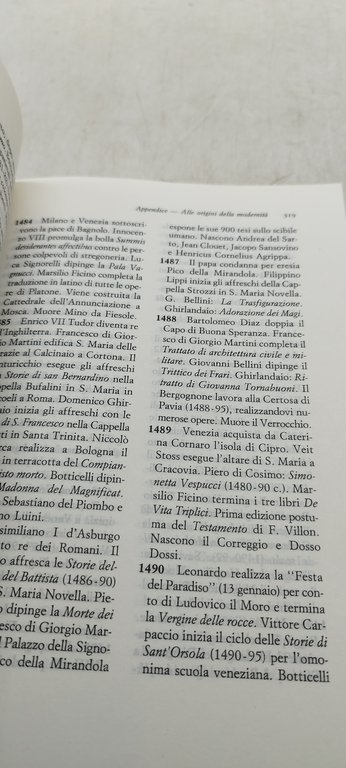 Appendice — Alle origini della modernità 319
1484 Milano e Venezia sottoscri-
vono la pace di Bagnolo. Innocen-
zo VIII promulga la bolla Summis
desiderantes affectibus contro le per-
sone colpevoli di stregoneria. Lu-
ca Signorelli dipinge la Pala Va-
gnucci. Marsilio Ficino completa la
traduzione in latino di tutte le opere
di Platone. Viene costruita la
Cattedrale dell'Annunciazione a
Mosca. Muore Mino da Fiesole.
85 Enrico VII Tudor diventa re
d'Inghilterra. Francesco di Gior-
gio Martini edifica S. Maria delle
Grazie al Calcinaio a Cortona. Il
nturicchio esegue gli affreschi
e Storie di san Bernardino nella
ppella Bufalini in S. Maria in
coeli a Roma. Domenico Ghir-
aio inizia gli affreschi con le
di S. Francesco nella Cappella
ti in Santa Trinita. Niccolò
rca realizza a Bologna il
in terracotta del Compian-
isto morto. Botticelli dipin-
Madonna del Magnificat.
Sebastiano del Piombo e
no Luini.
ssimiliano I d'Asburgo
to re dei Romani. Il
o affresca le Storie del-
del Battista (1486-90)
S. Maria Novella. Pie-
o dipinge la Morte dei
esco di Giorgio Mar-
l Palazzo della Signo-
co della Mirandola
espone le sue 900 tesi sullo scibile
umano. Nascono Andrea del Sar-
to, Jean Clouet, Jacopo Sansovino
e Henricus Cornelius Agrippa.
1487 Il papa condanna per eresia
Pico della Mirandola. Filippino
Lippi inizia gli affreschi della Cappella
Strozzi in S. Maria Novella.
G. Bellini: La Trasfigurazione.
Ghirlandaio: Adorazione dei Magi.
1488 Bartolomeo Diaz doppia il
Capo di Buona Speranza. France-
sco di Giorgio Martini completa il
Trattato di architettura civile e mi-
litare. Giovanni Bellini dipinge il
Trittico dei Frari. Ghirlandaio: Ri-
tratto di Giovanna Tornabuoni. Il
Bergognone lavora alla Certosa di
Pavia (1488-95), realizzandovi nu-
merose opere. Muore il Verrocchio.
1489 Venezia acquista da Cateri-
na Cornaro l'isola di Cipro. Veit
Stoss esegue l'altare di S. Maria a
Cracovia. Piero di Cosimo: Simo-
netta Vespucci (1480-90 c.). Mar-
silio Ficino termina i tre libri De
Vita Triplici. Prima edizione postu-
ma del Testamento di F. Villon.
Nascono il Correggio e Dosso
Dossi.
1490 Leonardo realizza la “Festa
del Paradiso” (13 gennaio) per con-
to di Ludovico il Moro e termina
la Vergine delle rocce. Vittore Car-
paccio inizia il ciclo delle Storie di
Sant'Orsola (1490-95) per l'omo-
nima scuola veneziana. Botticelli